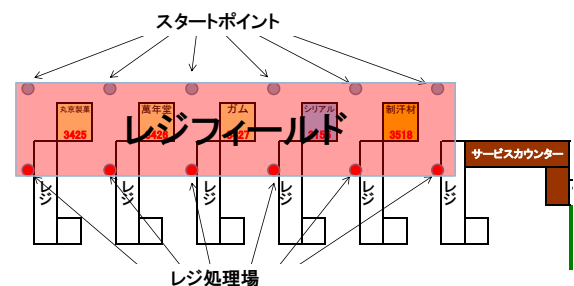 スタートポイント
丸京製菓
萬年堂
ガム
シリアル
制汗材
3425
3518
レジフィールド
サービスカウンター
レジ
レジ
レジ
レジ
レジ
レジ
レジ処理場